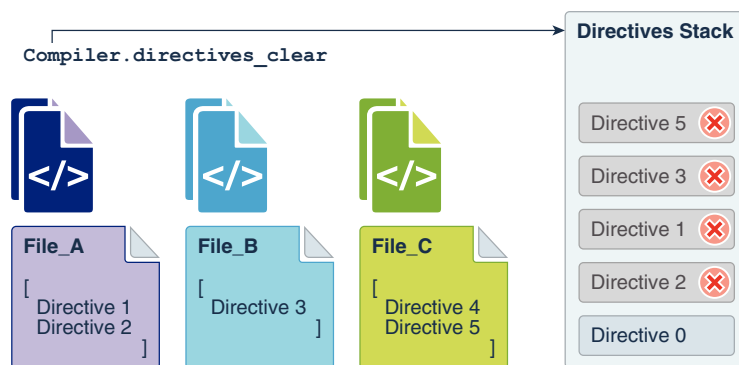 Compiler.directives_clear
Directives Stack
Directive 5
Directive 3
Directive 1
Directive 2
Directive 0
</>
</>
</>
File_A
[
Directive 1
Directive 2
]
File_B
[
Directive 3
]
File_C
[
Directive 4
Directive 5
]